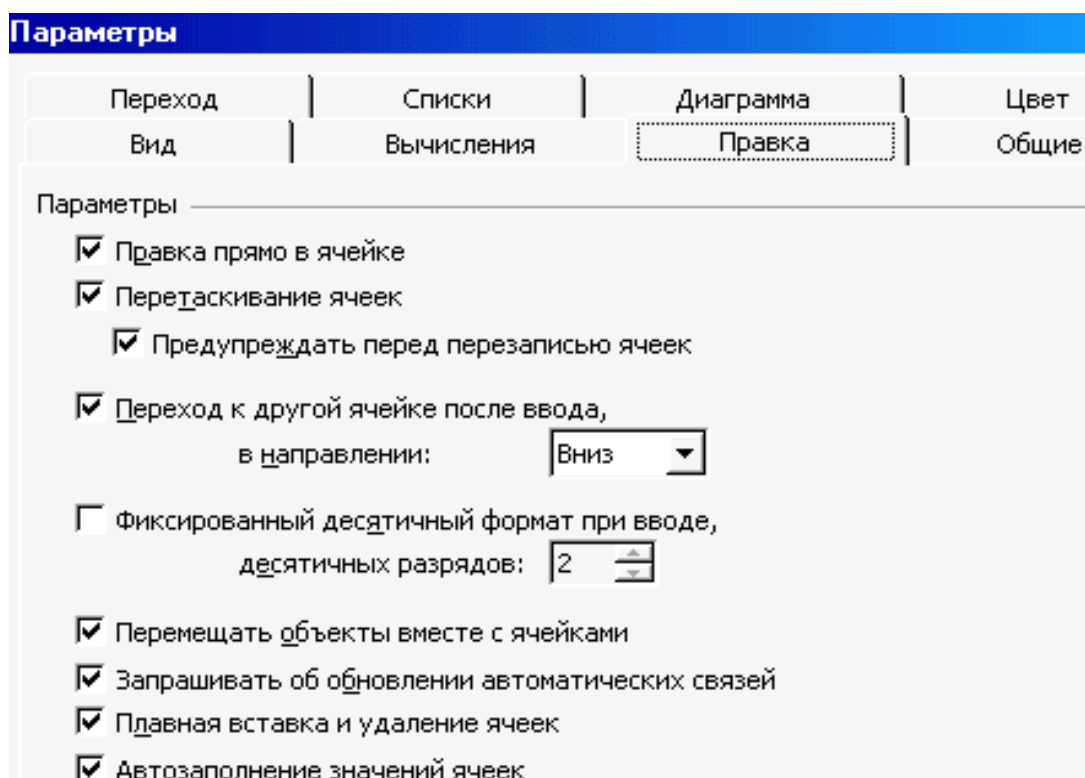 Параметры
Переход Списки Диаграмма Цвет
Вид Вычисления Правка Общие
Параметры
Правка прямо в ячейке
Перетаскивание ячеек
Предупреждать перед перезаписью ячеек
Переход к другой ячейке после ввода,
в направлении: Вниз
Фиксированный десятичный формат при вводе,
десятичных разрядов: 2
Перемещать объекты вместе с ячейками
Запрашивать об обновлении автоматических связей
Плавная вставка и удаление ячеек
Автозаполнение значений ячеек